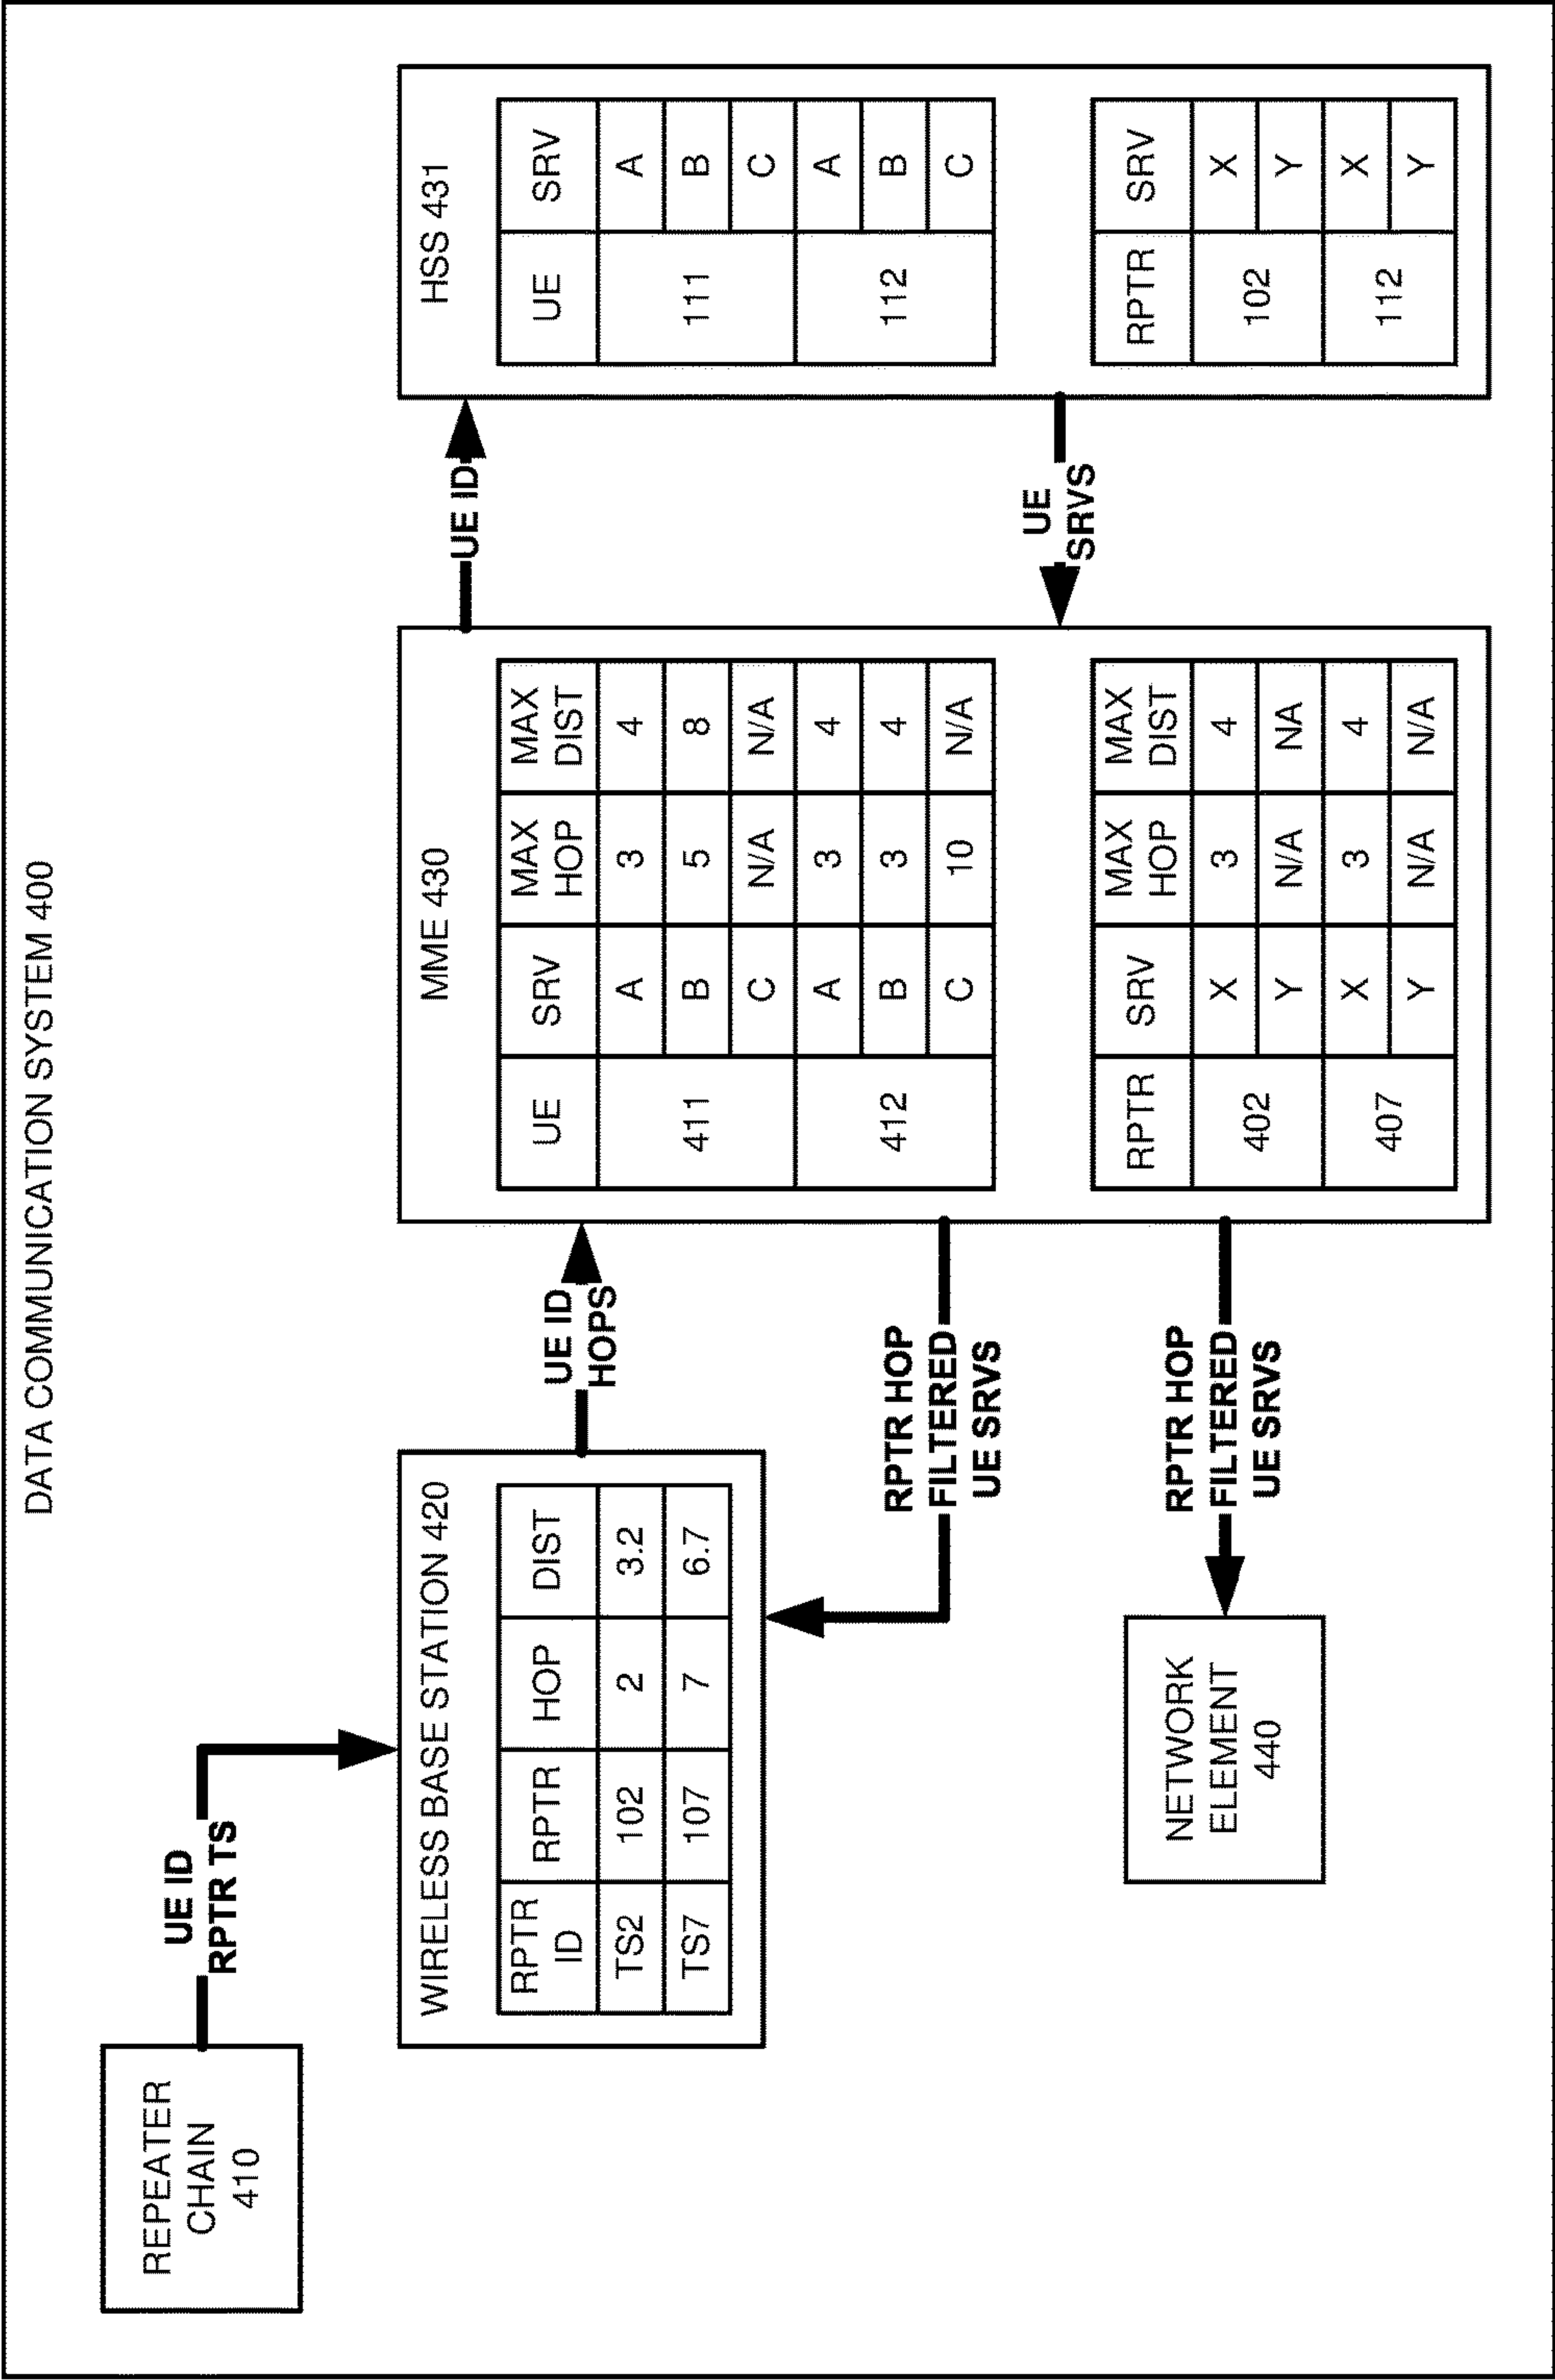 DATA COMMUNICATION SYSTEM 400
REPEATER
CHAIN
410
UE ID
RPTR TS
WIRELESS BASE STATION 420
RPTR ID RPTR HOP DIST
TS2 102 2 3.2
TS7 107 7 6.7
UE ID
HOPS
RPTR HOP
FILTERED
UE SRVS
RPTR HOP
FILTERED
UE SRVS
NETWORK
ELEMENT
440
MME 430
UE SRV MAX HOP MAX DIST
411 A 3 4
B 5 8
C N/A N/A
412 A 3 4
B 3 4
C 10 N/A
RPTR SRV MAX HOP MAX DIST
402 X 3 4
Y N/A NA
407 X 3 4
Y N/A N/A
UE ID
UE
SRVS
HSS 431
UE SRV
111 A
B
C
112 A
B
C
RPTR SRV
102 X
Y
112 X
Y